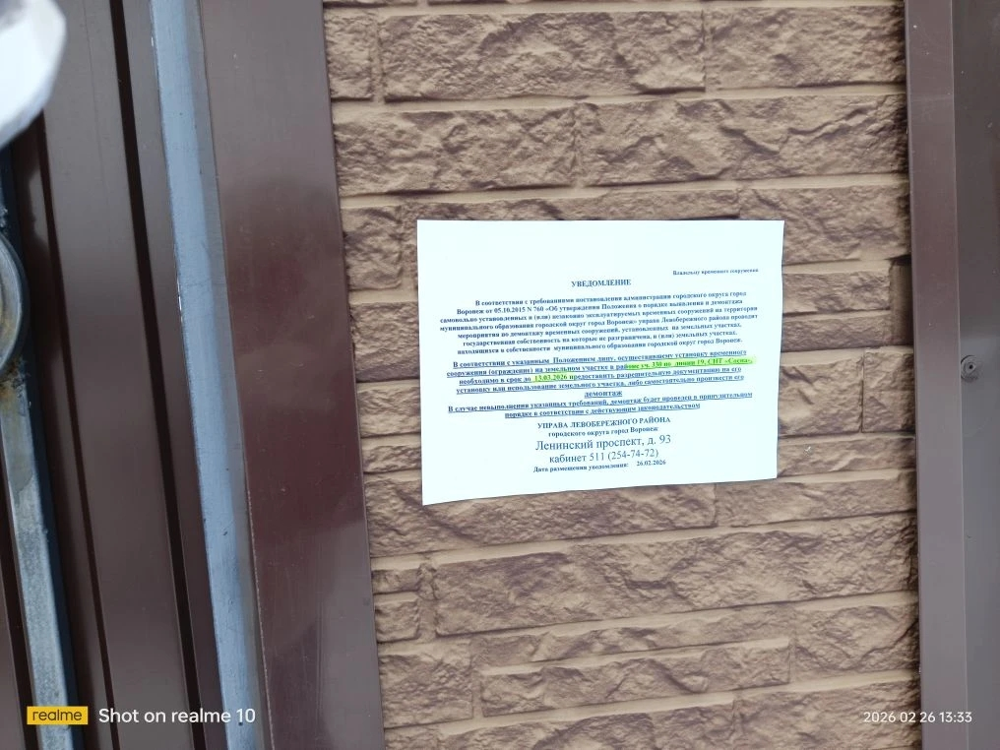 Владельцу временного сооружения
УВЕДОМЛЕНИЕ
В соответствии с требованиями постановления администрации городского округа город
Воронеж от 05.10.2015 N 760 «Об утверждении Положения о порядке выявления и демонтажа
самовольно установленных и (или) незаконно эксплуатируемых временных сооружений на территории
муниципального образования городской округ город Воронеж» управа Левобережного района проводит
мероприятия по демонтажу временных сооружений, установленных на земельных участках,
государственная собственность на которые не разграничена, и (или) земельных участках,
находящихся в собственности муниципального образования городской округ город Воронеж.
В соответствии с указанным Положением лицу, осуществившему установку временного
сооружения (ограждения) на земельном участке в районе уч. 330 по линии 19, СНТ «Сосна»,
необходимо в срок до 13.03.2026 предоставить разрешительную документацию на его
установку или использование земельного участка, либо самостоятельно произвести его
демонтаж
В случае невыполнения указанных требований, демонтаж будет проведен в принудительном
порядке в соответствии с действующим законодательством
УПРАВА ЛЕВОБЕРЕЖНОГО РАЙОНА
городского округа город Воронеж
Ленинский проспект, д. 93
кабинет 511 (254-74-72)
Дата размещения уведомления: 26.02.2026
realme Shot on realme 10
2026 02 26 13:33